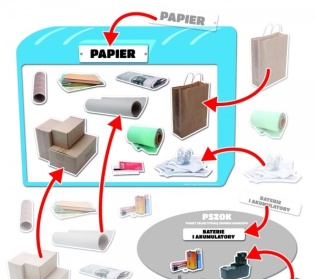 PAPIER
PAPIER
BATERIE
I AKUMULATORY
PSZOK
BATERIE
I AKUMULATORY